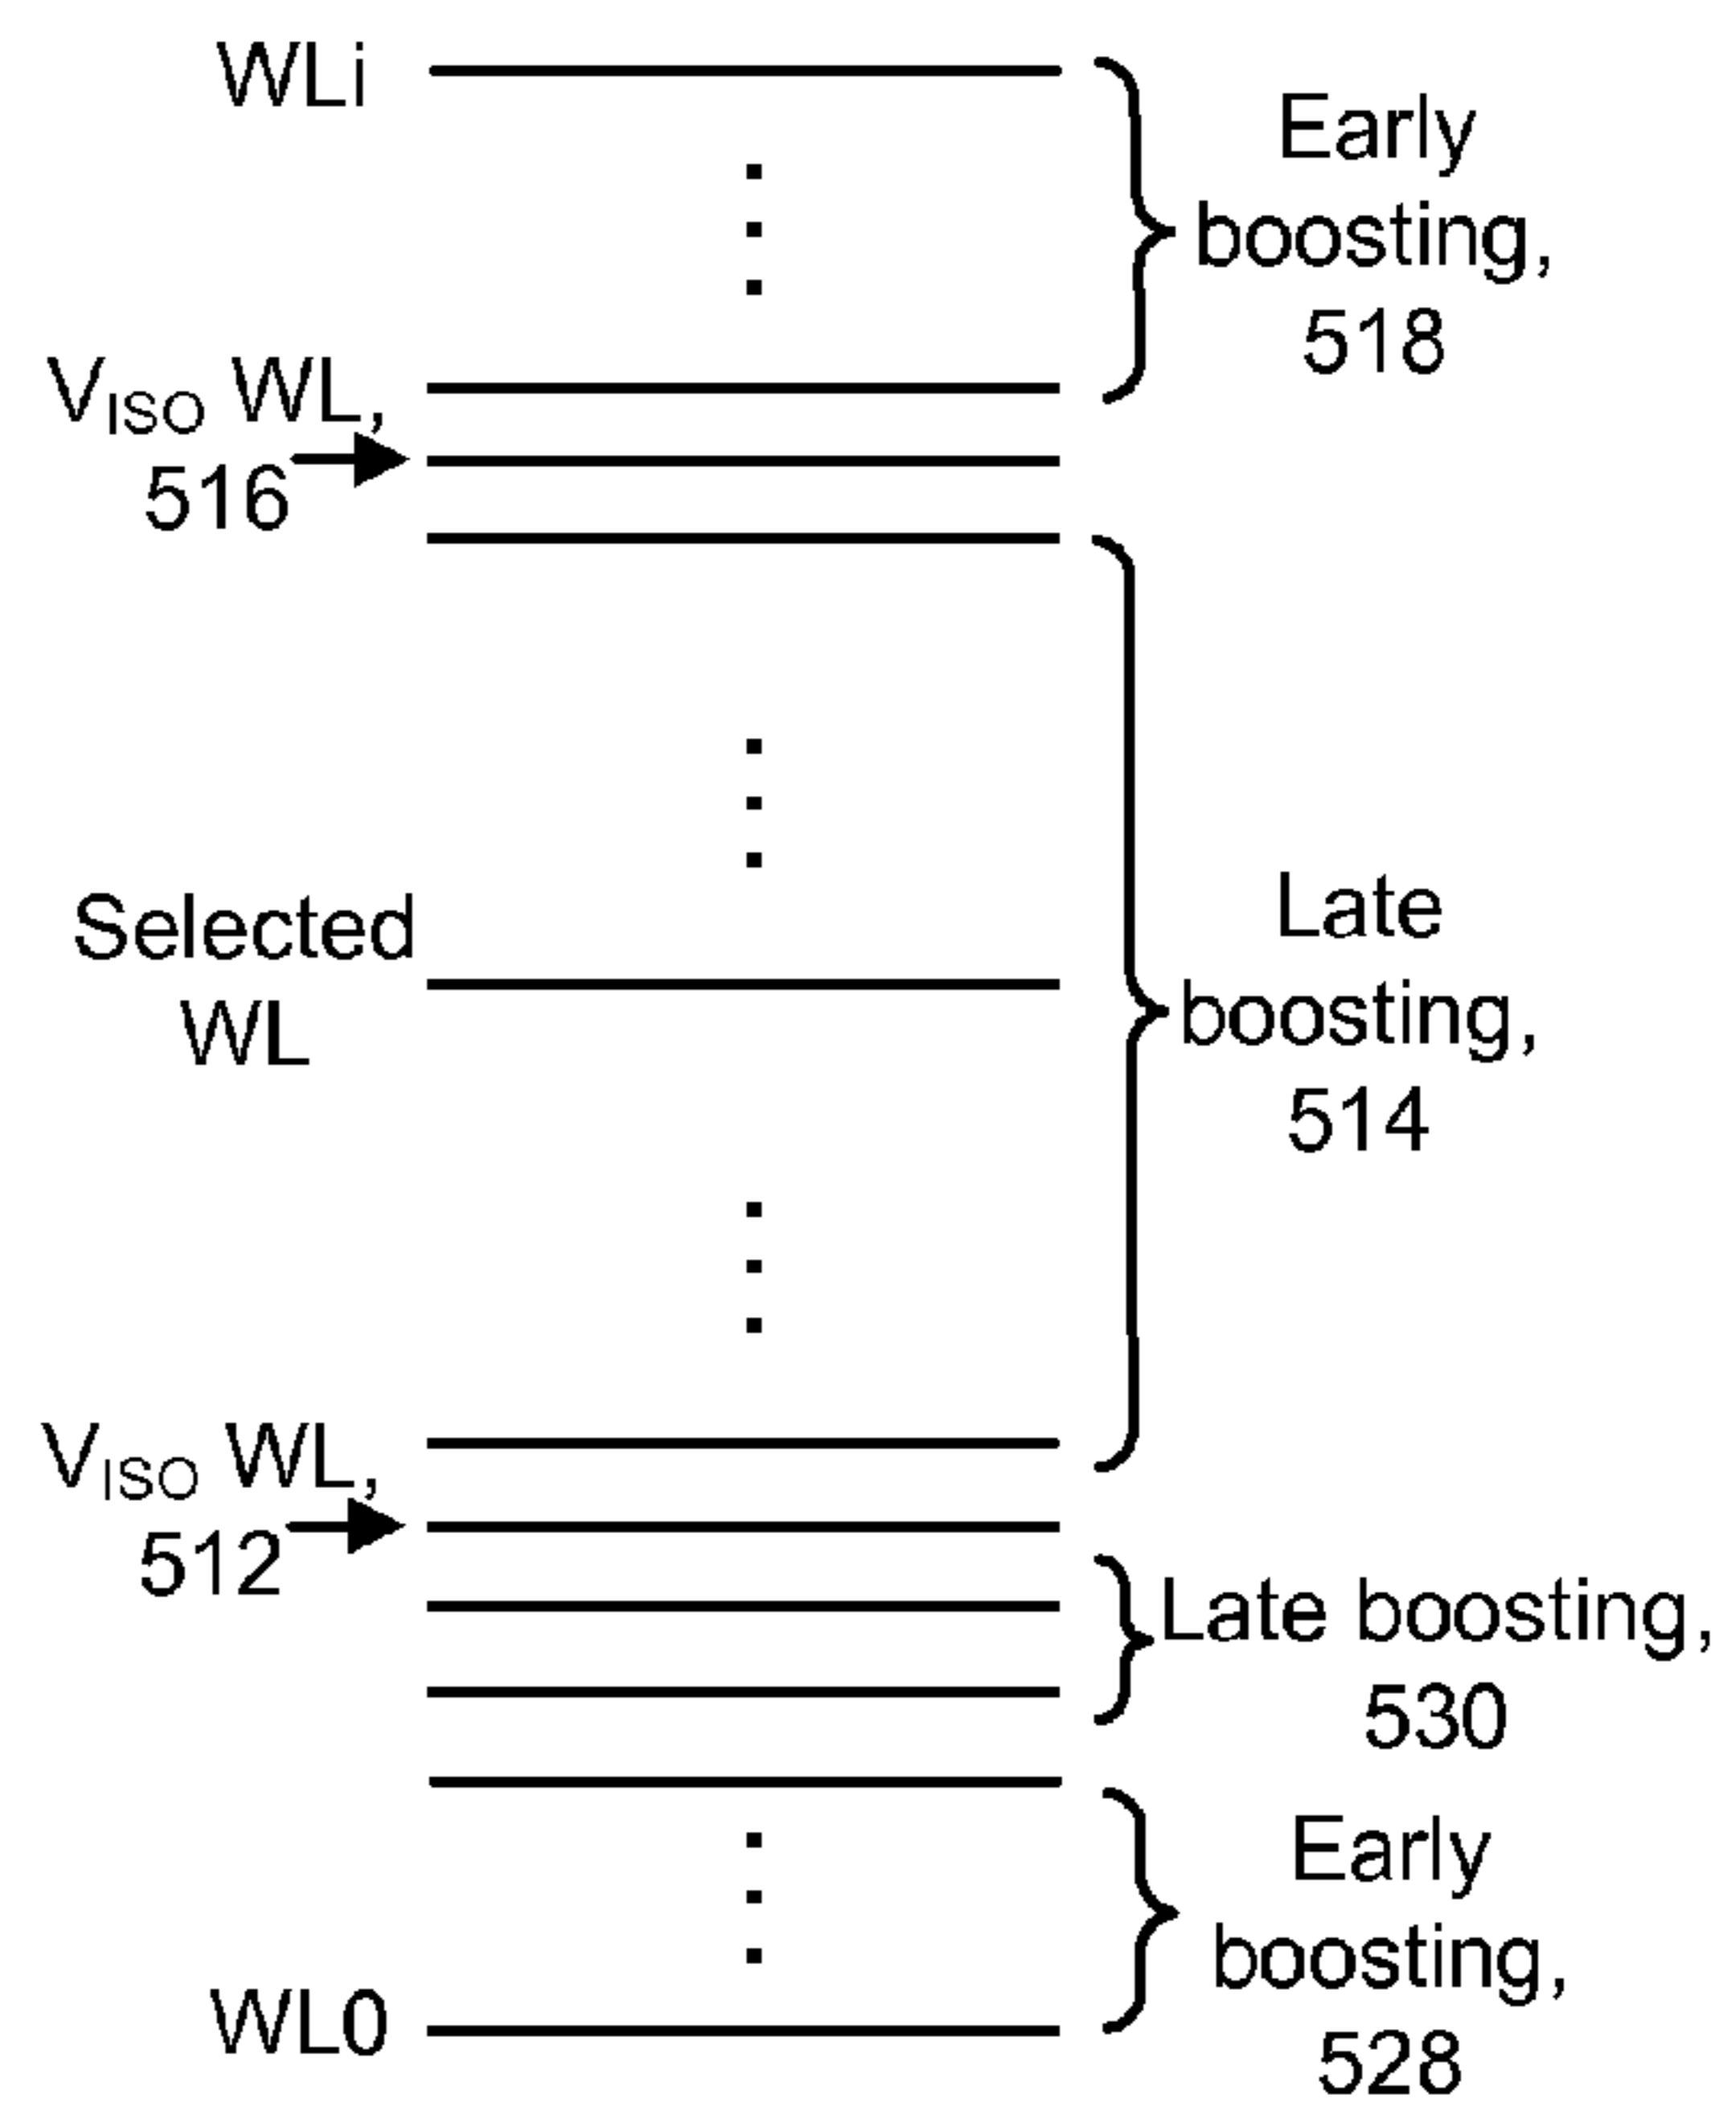 WLi
Early
boosting,
518
VISO WL,
516
Selected
WL
Late
boosting,
514
VISO WL,
512
Late boosting,
530
Early
boosting,
528
WL0